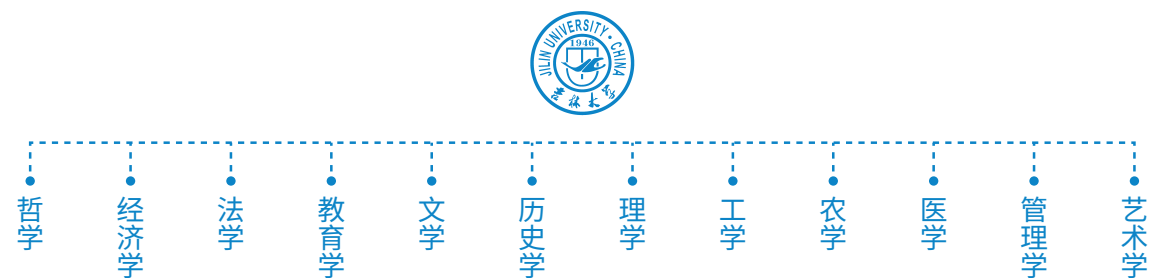 JILIN UNIVERSITY · CHINA
1946
吉林大学
哲学
经济学
法学
教育学
文学
历史学
理学
工学
农学
医学
管理学
艺术学